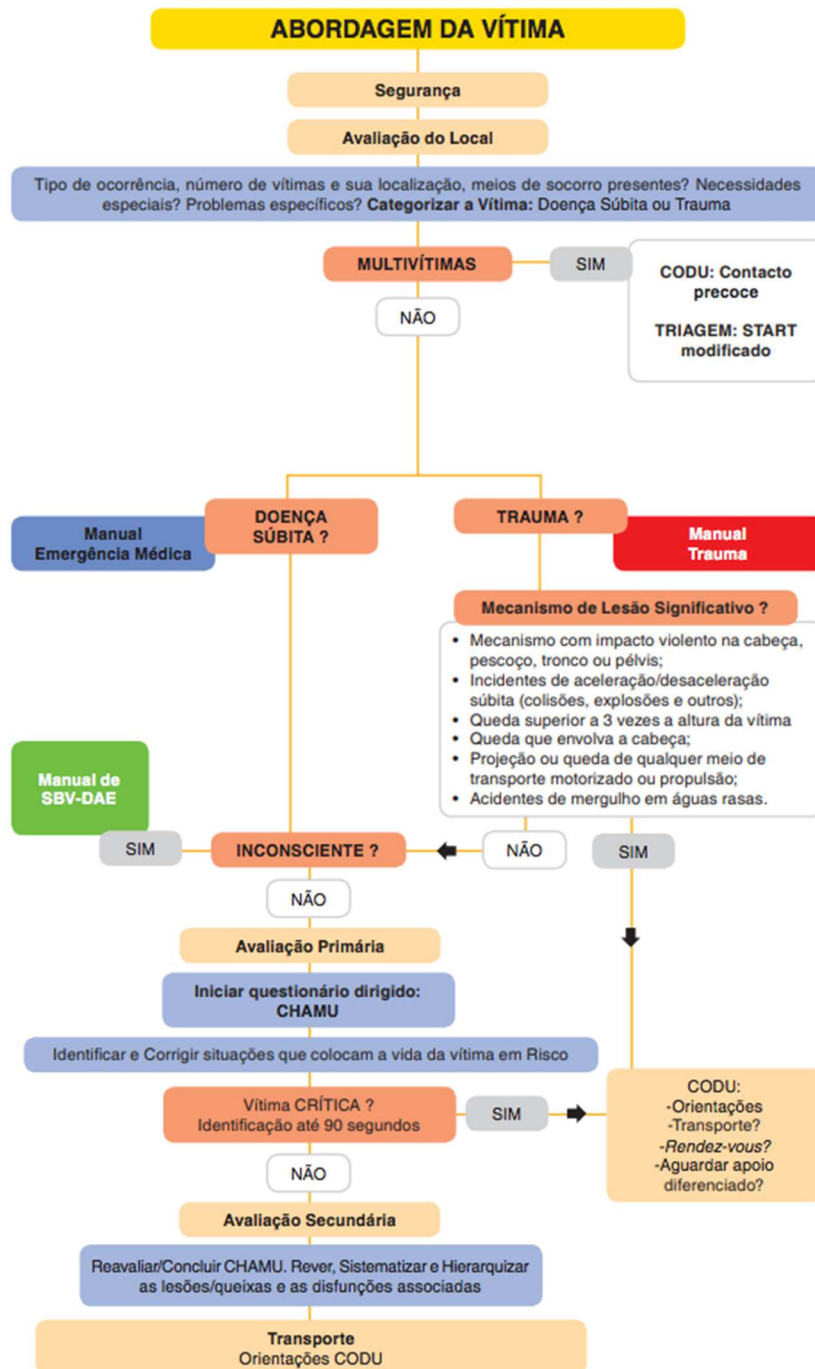 ABORDAGEM DA VÍTIMA
Segurança
Avaliação do Local
Tipo de ocorrência, número de vítimas e sua localização, meios de socorro presentes? Necessidades
especiais? Problemas específicos? Categorizar a Vítima: Doença Súbita ou Trauma
MULTIVÍTIMAS
SIM
CODU: Contacto
precoce
TRIAGEM: START
modificado
NÃO
Manual
Emergência Médica
DOENÇA
SÚBITA ?
TRAUMA ?
Manual
Trauma
Mecanismo de Lesão Significativo ?
• Mecanismo com impacto violento na cabeça,
pescoço, tronco ou pélvis;
• Incidentes de aceleração/desaceleração
súbita (colisões, explosões e outros);
• Queda superior a 3 vezes a altura da vítima
• Queda que envolva a cabeça;
• Projeção ou queda de qualquer meio de
transporte motorizado ou propulsão;
• Acidentes de mergulho em águas rasas.
Manual de
SBV-DAE
SIM
INCONSCIENTE ?
NÃO
SIM
NÃO
Avaliação Primária
Iniciar questionário dirigido:
CHAMU
Identificar e Corrigir situações que colocam a vida da vítima em Risco
Vítima CRÍTICA ?
Identificação até 90 segundos
SIM
CODU:
-Orientações
-Transporte?
-Rendez-vous?
-Aguardar apoio
diferenciado?
NÃO
Avaliação Secundária
Reavaliar/Concluir CHAMU. Rever, Sistematizar e Hierarquizar
as lesões/queixas e as disfunções associadas
Transporte
Orientações CODU